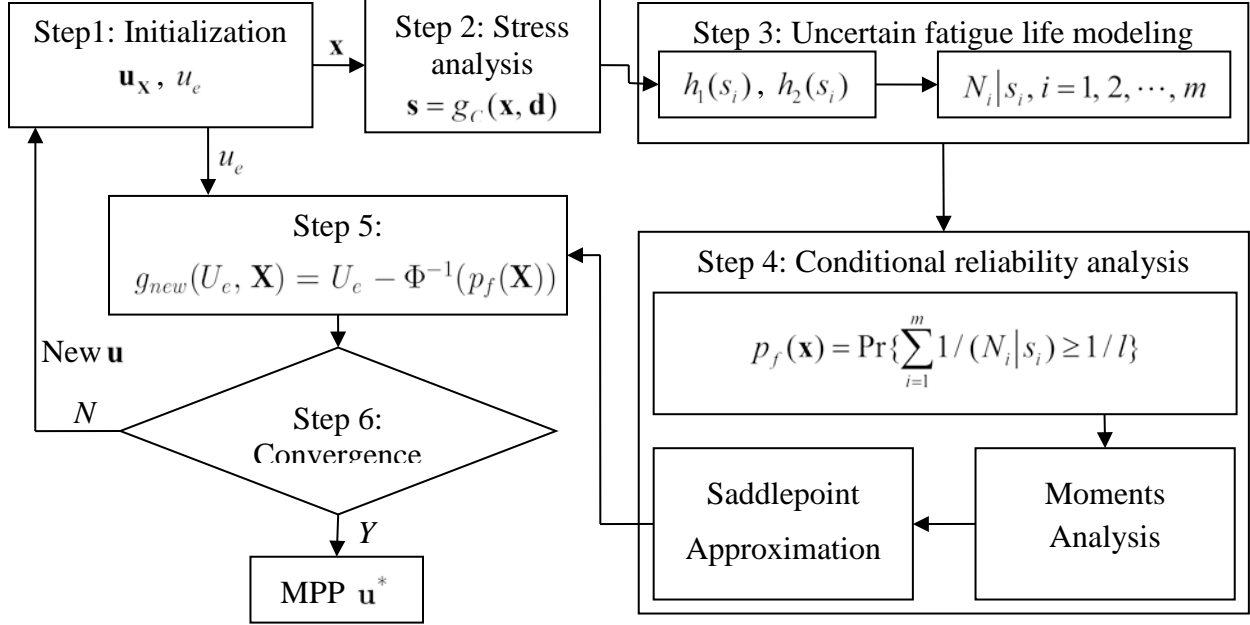 Step1: Initialization
𝐮_𝐗 , u_e
𝐱
Step 2: Stress
analysis
𝐬 = g_C(𝐱, 𝐝)
Step 3: Uncertain fatigue life modeling
h_1(s_i) , h_2(s_i)
N_i|s_i, i = 1, 2, ⋯, m
u_e
Step 5:
g_new(U_e, 𝐗) = U_e − Φ^−1(p_f(𝐗))
Step 4: Conditional reliability analysis
p_f(𝐱) = Pr{∑_{i=1}^{m} 1/(N_i|s_i) ≥ 1/l}
New 𝐮
N
Step 6:
Convergence
Saddlepoint
Approximation
Moments
Analysis
Y
MPP 𝐮^*